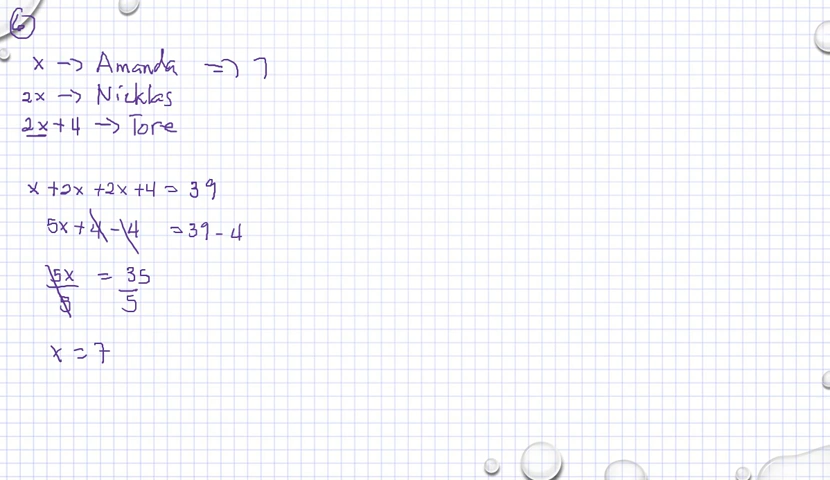 6
x → Amanda ⇒ 7
2x → Nicklas
2x + 4 → Tore
x + 2x + 2x + 4 = 39
5x + 4 - 4 = 39 - 4
5x/5 = 35/5
x = 7